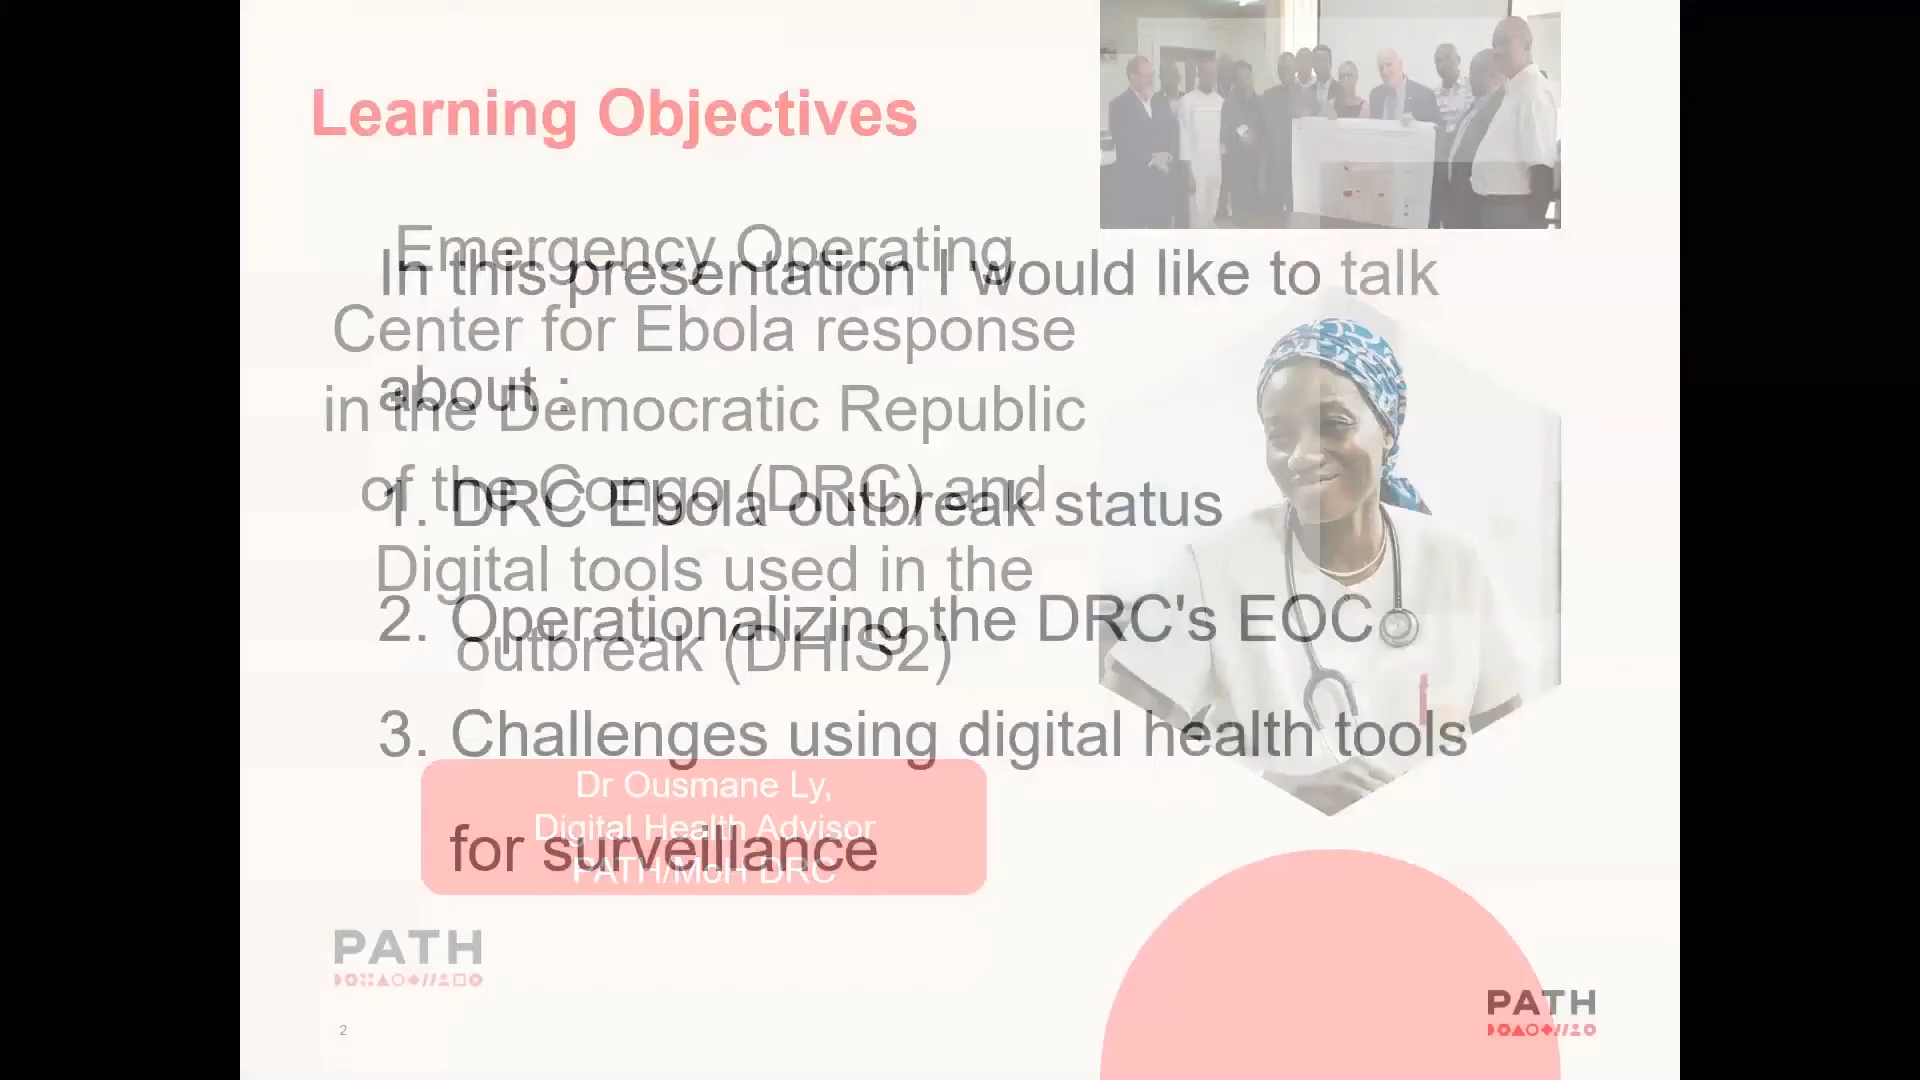 Learning Objectives
Emergency Operating
Center for Ebola response
in the Democratic Republic
of the Congo (DRC) and
Digital tools used in the
outbreak (DHIS2)
In this presentation I would like to talk
about :
1. DRC Ebola outbreak status
2. Operationalizing the DRC's EOC
3. Challenges using digital health tools
for surveillance
Dr Ousmane Ly,
Digital Health Advisor
PATH/MoH DRC
PATH
2
PATH